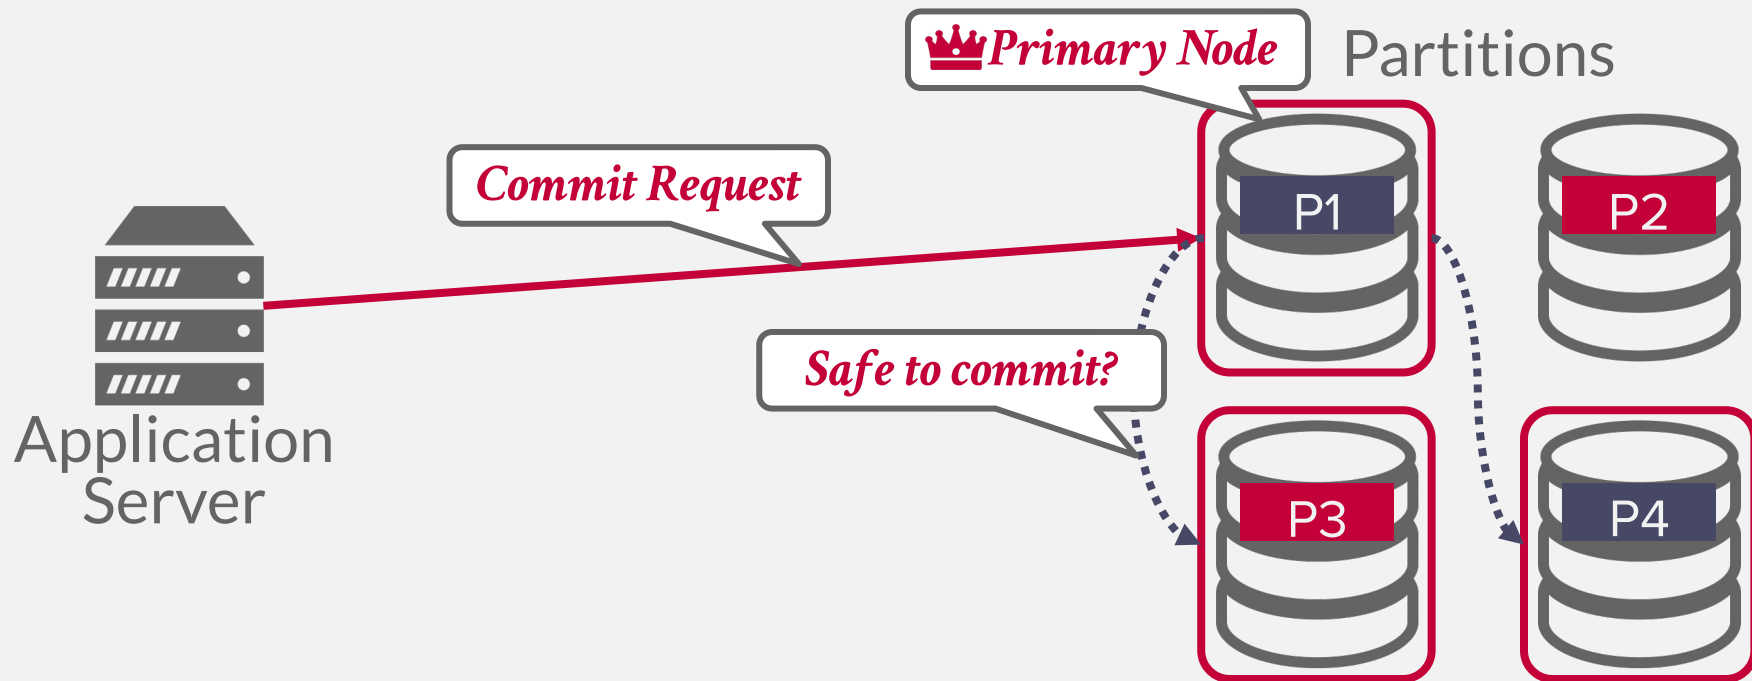 Primary Node
Partitions
Commit Request
P1
P2
Safe to commit?
Application
Server
P3
P4